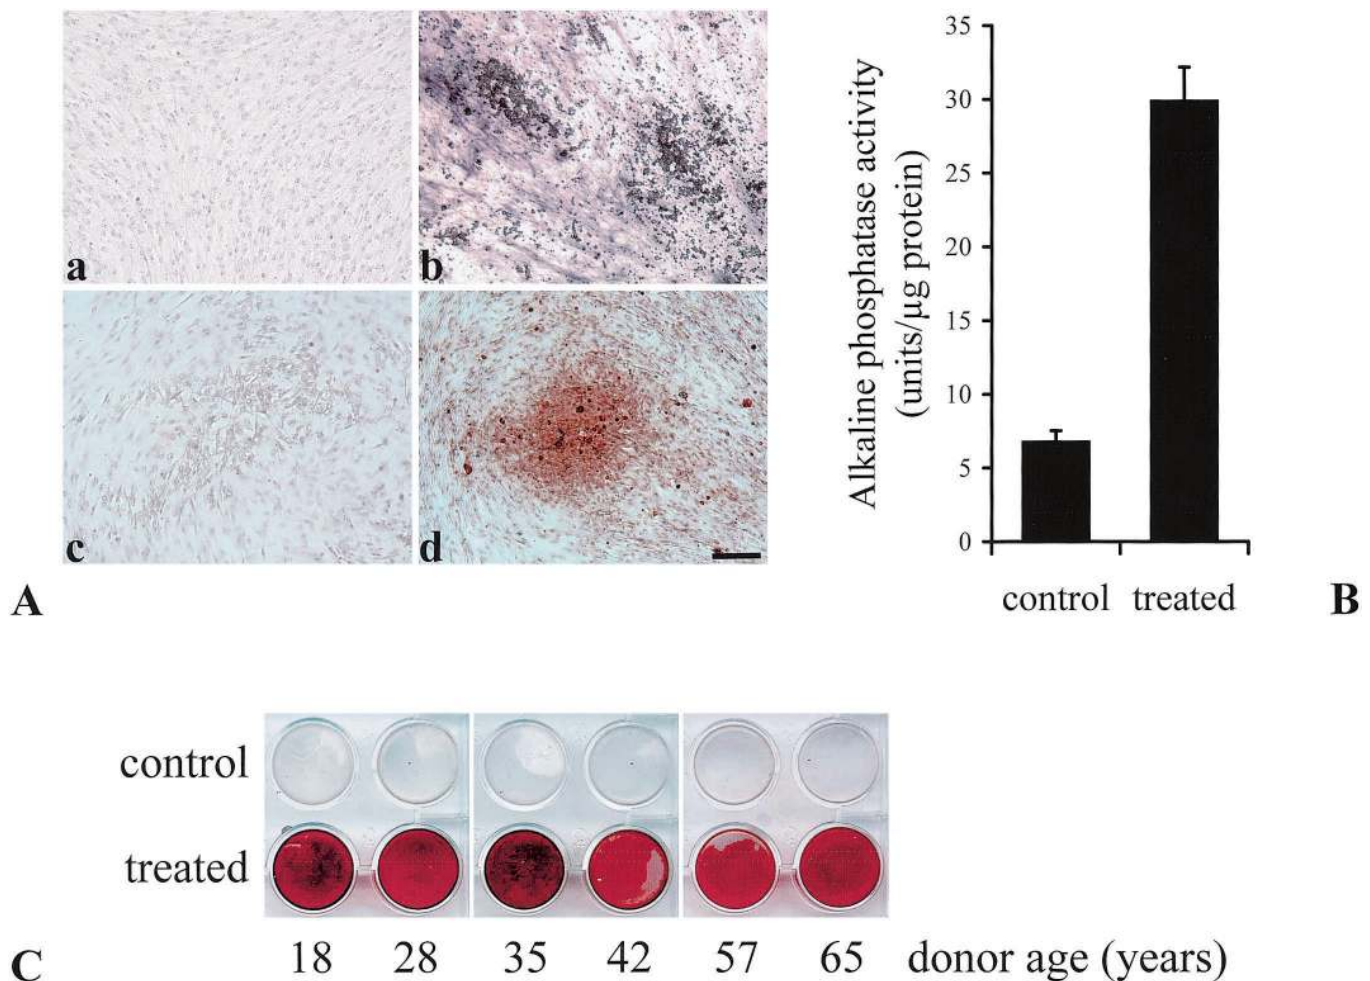 a
b
c
d
A
Alkaline phosphatase activity
(units/µg protein)
35
30
25
20
15
10
5
0
control treated
B
control
treated
C
18 28 35 42 57 65 donor age (years)